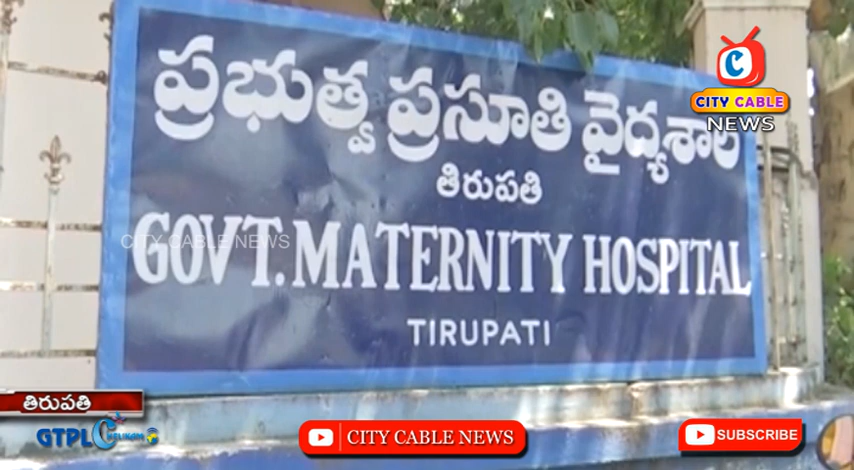 CITY CABLE
NEWS
ప్రభుత్వ ప్రసూతి వైద్యశాల
తిరుపతి
CITY CABLE NEWS
GOVT. MATERNITY HOSPITAL
TIRUPATI
తిరుపతి
GTPL
CITY CABLE NEWS
SUBSCRIBE